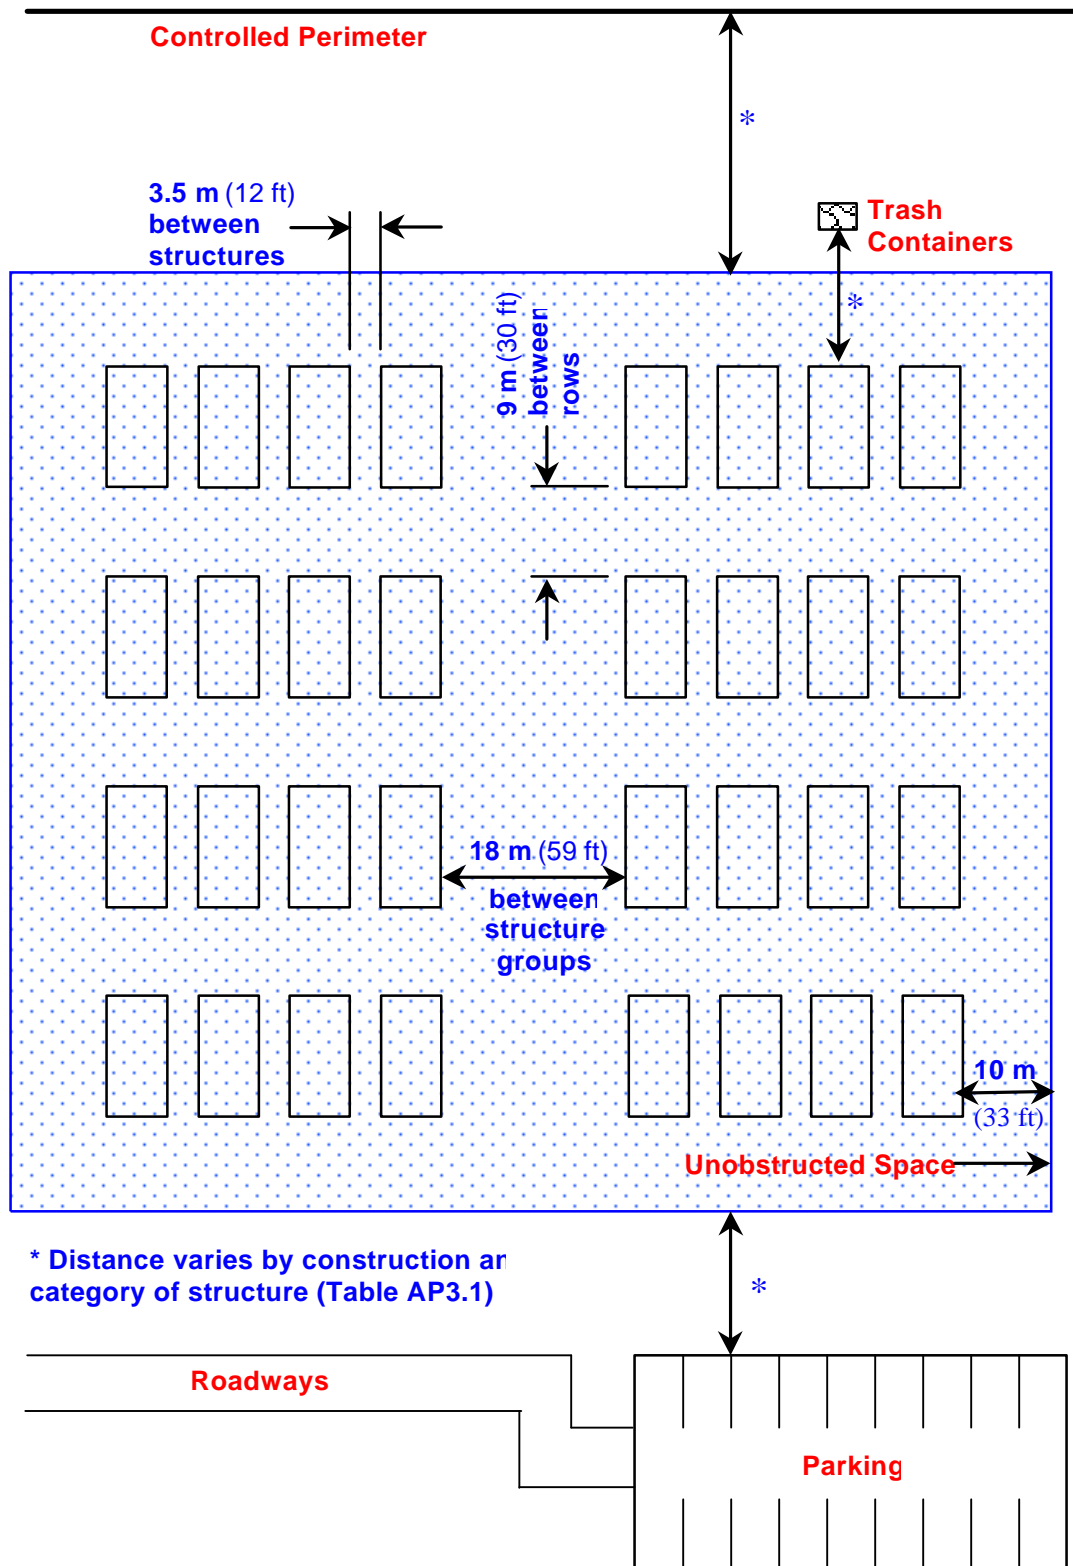 Controlled Perimeter
*
3.5 m (12 ft)
between
structures
Trash
Containers
*
9 m (30 ft)
between
rows
18 m (59 ft)
between
structure
groups
10 m
(33 ft)
Unobstructed Space
* Distance varies by construction an
category of structure (Table AP3.1)
*
Roadways
Parking